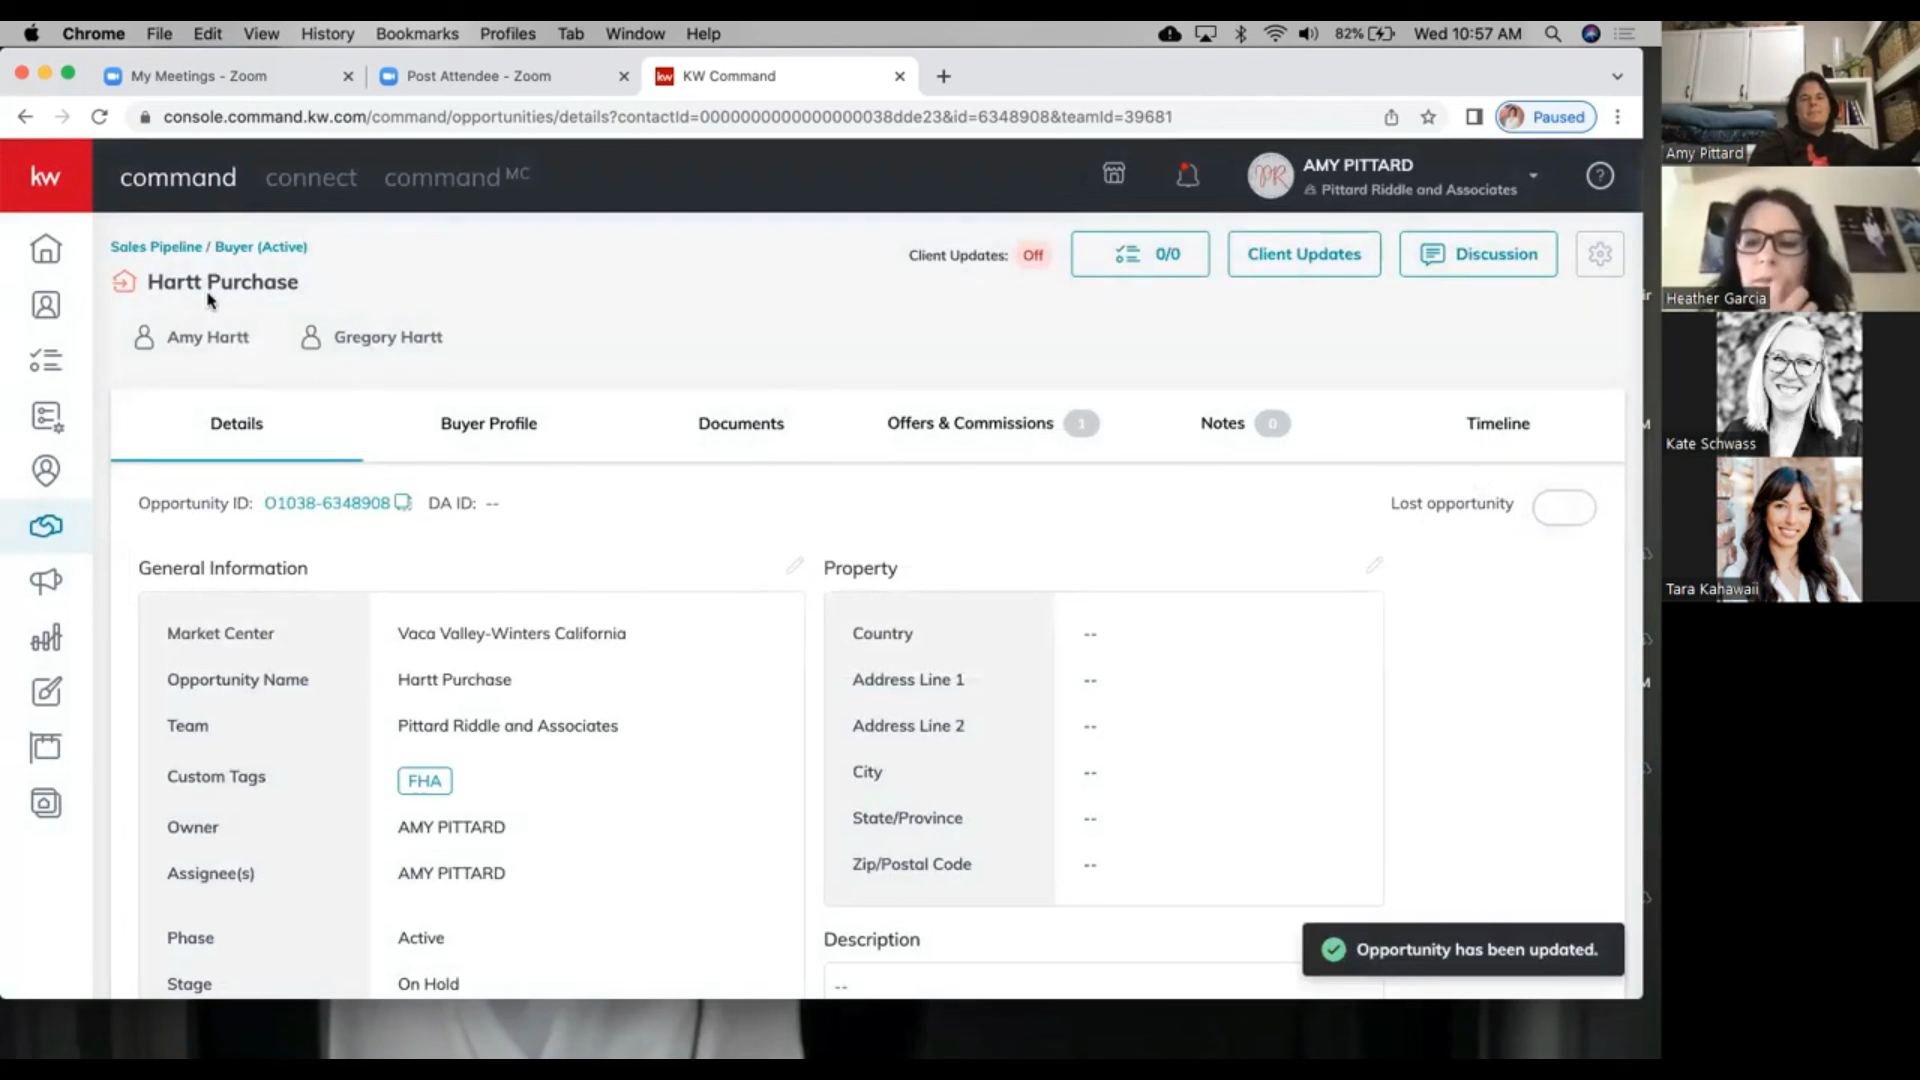 Chrome File Edit View History Bookmarks Profiles Tab Window Help 82% Wed 10:57 AM
My Meetings - Zoom Post Attendee - Zoom kw KW Command
console.command.kw.com/command/opportunities/details?contactId=0000000000000000038dde23&id=6348908&teamId=39681 Paused
kw command connect command MC PR AMY PITTARD
Pittard Riddle and Associates
Sales Pipeline / Buyer (Active)
Client Updates: Off 0/0 Client Updates Discussion
Hartt Purchase
Amy Hartt Gregory Hartt
Details Buyer Profile Documents Offers & Commissions 1 Notes 0 Timeline
Opportunity ID: O1038-6348908 DA ID: -- Lost opportunity
General Information
Market Center Vaca Valley-Winters California
Opportunity Name Hartt Purchase
Team Pittard Riddle and Associates
Custom Tags FHA
Owner AMY PITTARD
Assignee(s) AMY PITTARD
Phase Active
Stage On Hold
Property
Country --
Address Line 1 --
Address Line 2 --
City --
State/Province --
Zip/Postal Code --
Description
--
Opportunity has been updated.
Amy Pittard
Heather Garcia
Kate Schwass
Tara Kahawaii